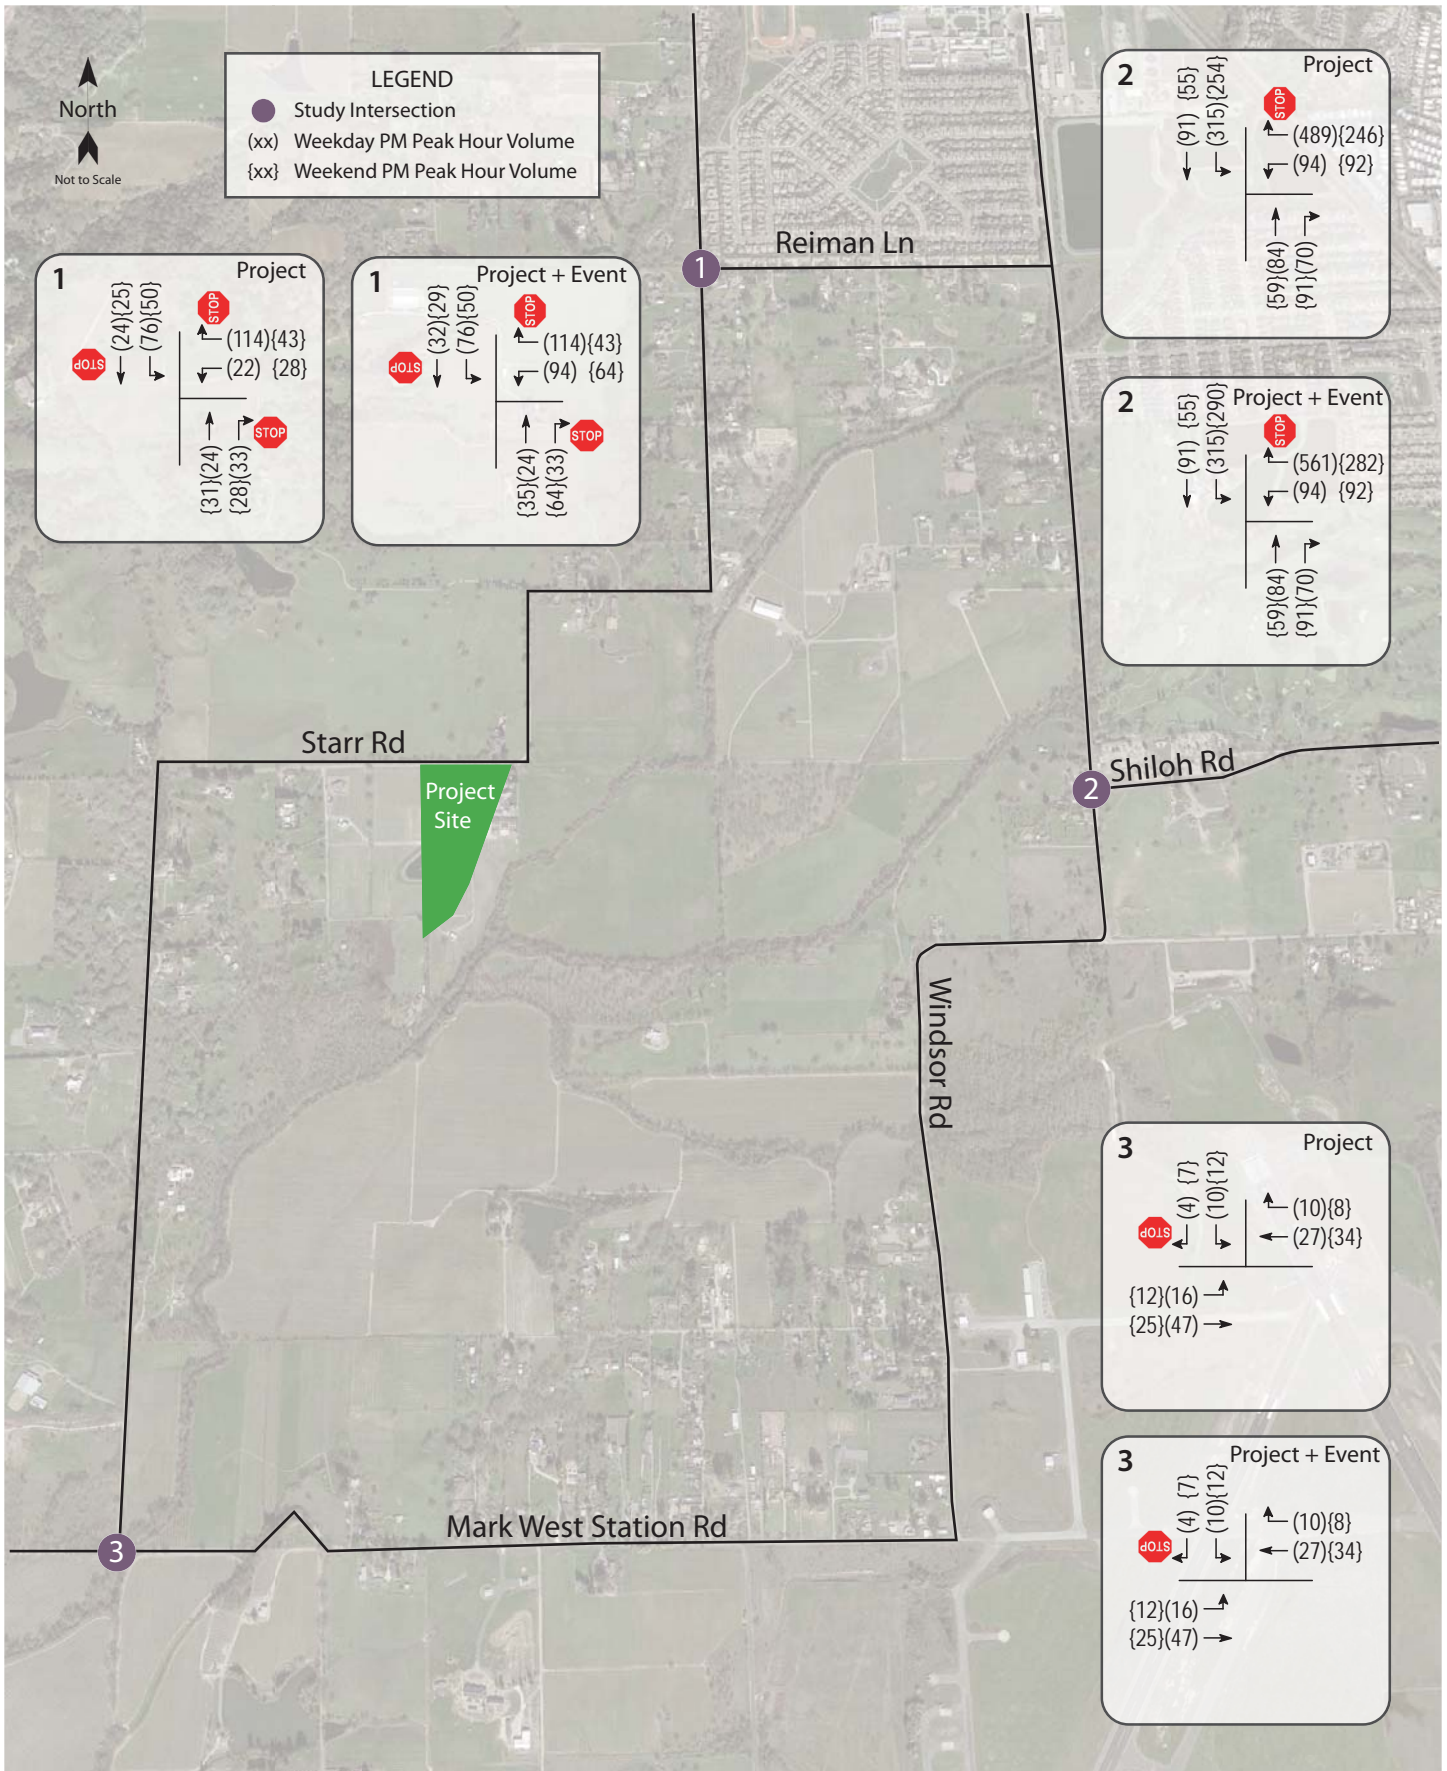 North
Not to Scale
LEGEND
Study Intersection
(xx) Weekday PM Peak Hour Volume
{xx} Weekend PM Peak Hour Volume
2 Project
(91) {55}
(315){254}
STOP
(489){246}
(94) {92}
{59}(84)
{91}(70)
Reiman Ln
1
1 Project
STOP
(24){25}
(76){50}
STOP
(114){43}
(22) {28}
{31}(24)
{28}(33)
STOP
1 Project + Event
STOP
(32){29}
(76){50}
STOP
(114){43}
(94) {64}
{35}(24)
{64}(33)
STOP
2 Project + Event
(91) {55}
(315){290}
STOP
(561){282}
(94) {92}
{59}(84)
{91}(70)
Starr Rd
Project
Site
2
Shiloh Rd
Windsor Rd
3 Project
STOP
(4) {7}
(10){12}
(10){8}
(27){34}
{12}(16)
{25}(47)
3 Project + Event
STOP
(4) {7}
(10){12}
(10){8}
(27){34}
{12}(16)
{25}(47)
Mark West Station Rd
3